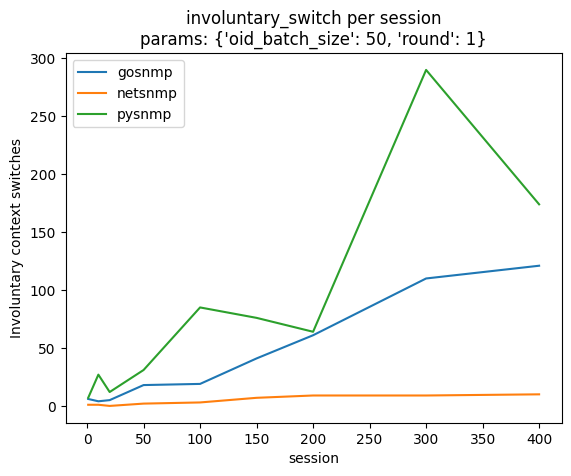 involuntary_switch per session
params: {'oid_batch_size': 50, 'round': 1}
gosnmp
netsnmp
pysnmp
Involuntary context switches
300
250
200
150
100
50
0
0 50 100 150 200 250 300 350 400
session